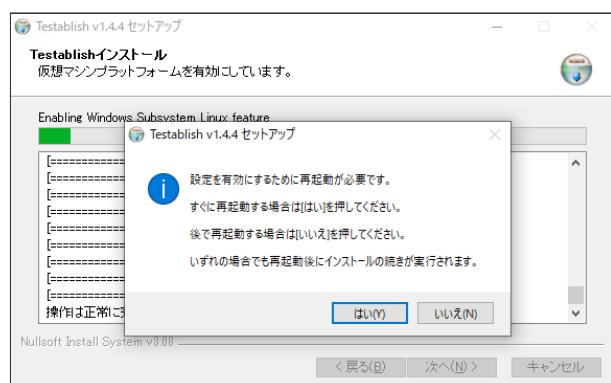 Testablish v1.4.4 セットアップ
Testablishインストール
仮想マシンプラットフォームを有効にしています。
Enabling Windows Subsystem Linux feature
Testablish v1.4.4 セットアップ
設定を有効にするために再起動が必要です。
すぐに再起動する場合は[はい]を押してください。
後で再起動する場合は[いいえ]を押してください。
いずれの場合でも再起動後にインストールの続きが実行されます。
はい(Y)
いいえ(N)
[============
[============
[============
[============
[============
[============
[============
[============
操作は正常に
Nullsoft Install System v3.08
< 戻る(B)
次へ(N) >
キャンセル